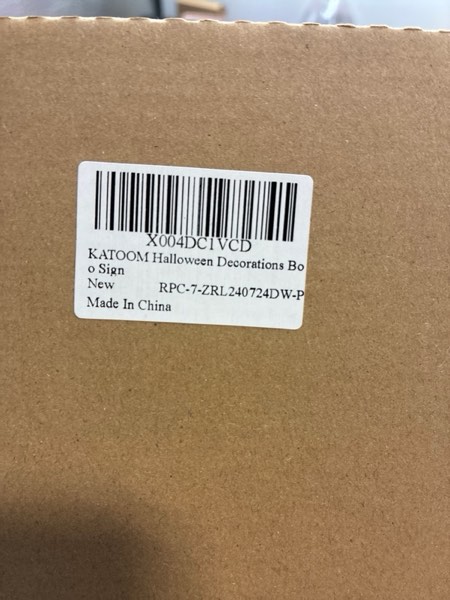 X004DC1VCD
KATOOM Halloween Decorations Bo
o Sign
New RPC-7-ZRL240724DW-P
Made In China